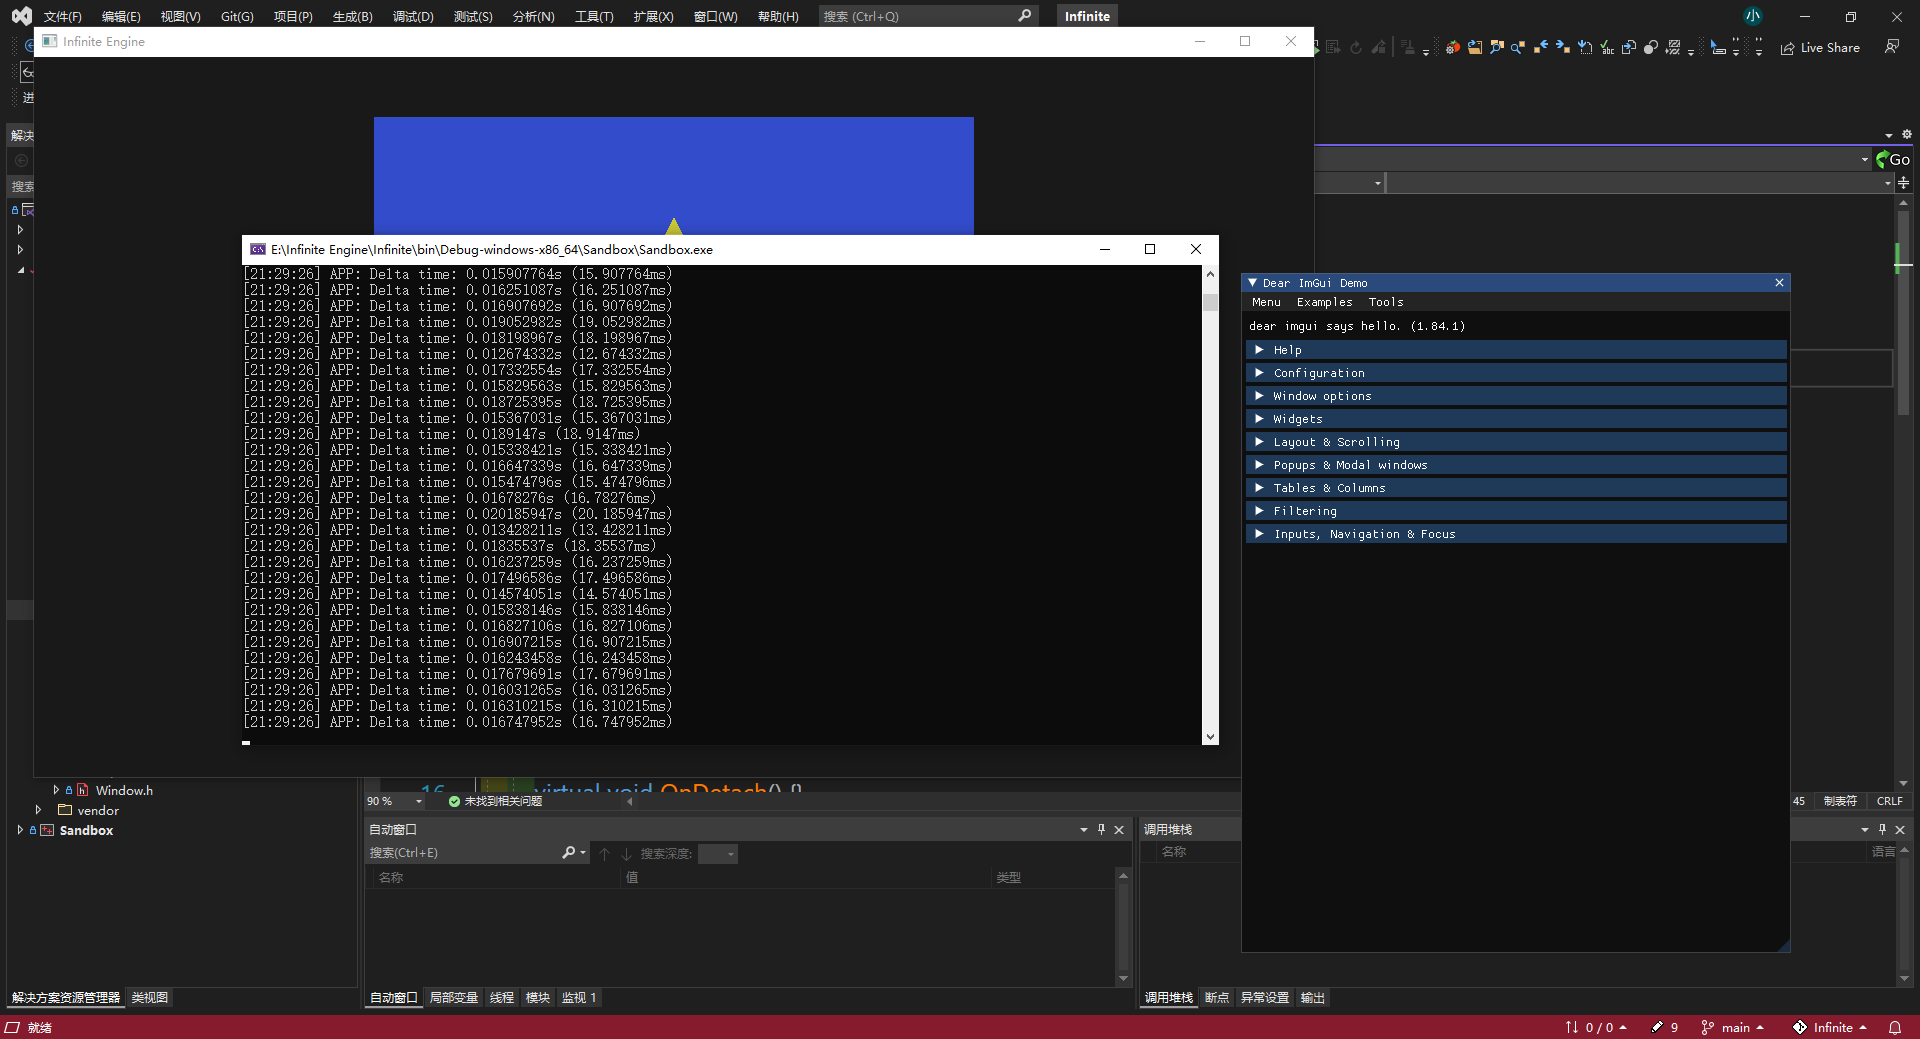 文件(F) 编辑(E) 视图(V) Git(G) 项目(P) 生成(B) 调试(D) 测试(S) 分析(N) 工具(T) 扩展(X) 窗口(W) 帮助(H) 搜索 (Ctrl+Q) Infinite 小
Infinite Engine
Live Share
进
解决
Go
搜索
E:\Infinite Engine\Infinite\bin\Debug-windows-x86_64\Sandbox\Sandbox.exe
[21:29:26] APP: Delta time: 0.015907764s (15.907764ms)
[21:29:26] APP: Delta time: 0.016251087s (16.251087ms)
[21:29:26] APP: Delta time: 0.016907692s (16.907692ms)
[21:29:26] APP: Delta time: 0.019052982s (19.052982ms)
[21:29:26] APP: Delta time: 0.018198967s (18.198967ms)
[21:29:26] APP: Delta time: 0.012674332s (12.674332ms)
[21:29:26] APP: Delta time: 0.017332554s (17.332554ms)
[21:29:26] APP: Delta time: 0.015829563s (15.829563ms)
[21:29:26] APP: Delta time: 0.018725395s (18.725395ms)
[21:29:26] APP: Delta time: 0.015367031s (15.367031ms)
[21:29:26] APP: Delta time: 0.0189147s (18.9147ms)
[21:29:26] APP: Delta time: 0.015338421s (15.338421ms)
[21:29:26] APP: Delta time: 0.016647339s (16.647339ms)
[21:29:26] APP: Delta time: 0.015474796s (15.474796ms)
[21:29:26] APP: Delta time: 0.01678276s (16.78276ms)
[21:29:26] APP: Delta time: 0.020185947s (20.185947ms)
[21:29:26] APP: Delta time: 0.013428211s (13.428211ms)
[21:29:26] APP: Delta time: 0.01835537s (18.35537ms)
[21:29:26] APP: Delta time: 0.016237259s (16.237259ms)
[21:29:26] APP: Delta time: 0.017496586s (17.496586ms)
[21:29:26] APP: Delta time: 0.014574051s (14.574051ms)
[21:29:26] APP: Delta time: 0.015838146s (15.838146ms)
[21:29:26] APP: Delta time: 0.016827106s (16.827106ms)
[21:29:26] APP: Delta time: 0.016907215s (16.907215ms)
[21:29:26] APP: Delta time: 0.016243458s (16.243458ms)
[21:29:26] APP: Delta time: 0.017679691s (17.679691ms)
[21:29:26] APP: Delta time: 0.016031265s (16.031265ms)
[21:29:26] APP: Delta time: 0.016310215s (16.310215ms)
[21:29:26] APP: Delta time: 0.016747952s (16.747952ms)
Dear ImGui Demo
Menu Examples Tools
dear imgui says hello. (1.84.1)
Help
Configuration
Window options
Widgets
Layout & Scrolling
Popups & Modal windows
Tables & Columns
Filtering
Inputs, Navigation & Focus
Window.h
vendor
Sandbox
16 virtual void OnDetach() {}
90 % 未找到相关问题 45 制表符 CRLF
自动窗口
搜索(Ctrl+E) 搜索深度:
名称 值 类型
调用堆栈
名称 语言
解决方案资源管理器 类视图
自动窗口 局部变量 线程 模块 监视 1
调用堆栈 断点 异常设置 输出
就绪 0 / 0 9 main Infinite